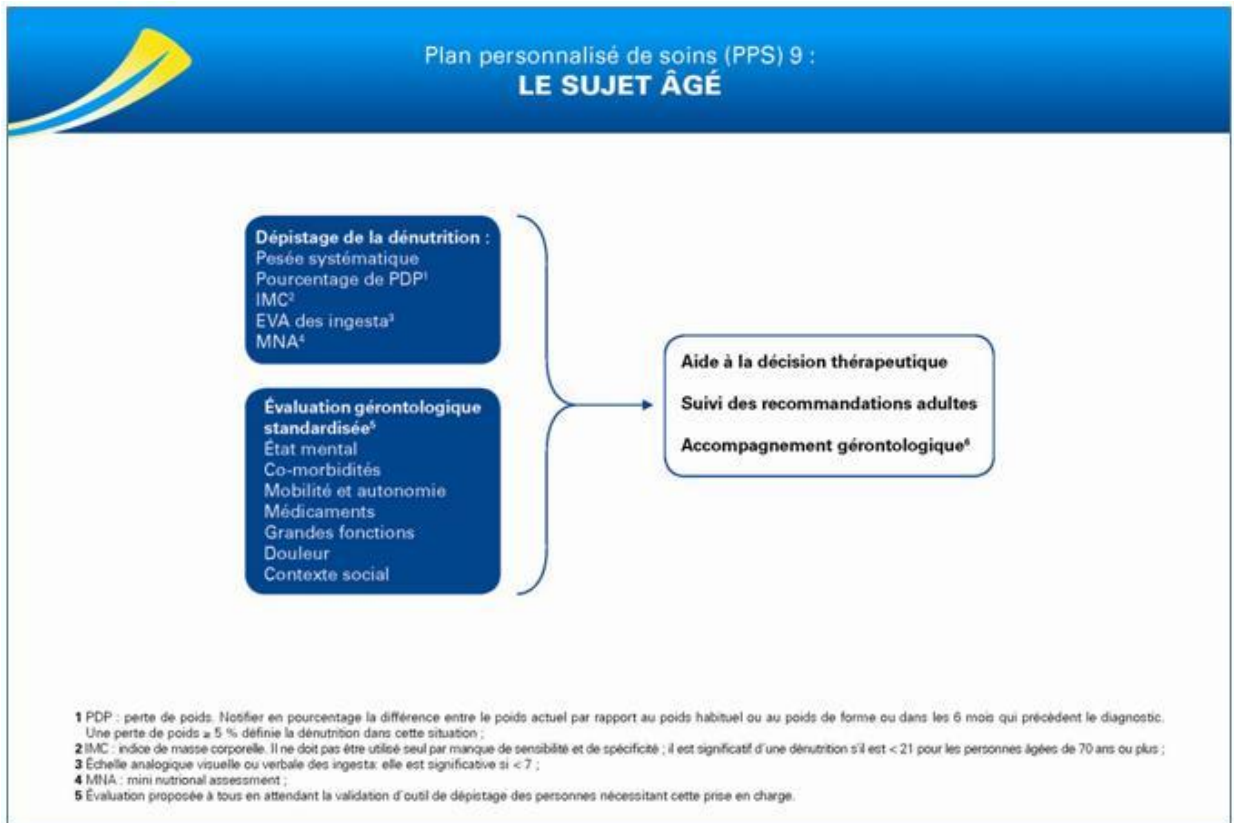 Plan personnalisé de soins (PPS) 9 :
LE SUJET ÂGÉ
Dépistage de la dénutrition :
Pesée systématique
Pourcentage de PDP¹
IMC²
EVA des ingesta³
MNA⁴
Évaluation gérontologique
standardisée⁵
État mental
Co-morbidités
Mobilité et autonomie
Médicaments
Grandes fonctions
Douleur
Contexte social
Aide à la décision thérapeutique
Suivi des recommandations adultes
Accompagnement gérontologique⁶
1 PDP : perte de poids. Notifier en pourcentage la différence entre le poids actuel par rapport au poids habituel ou au poids de forme ou dans les 6 mois qui précèdent le diagnostic.
Une perte de poids ≥ 5 % définie la dénutrition dans cette situation ;
2 IMC : indice de masse corporelle. Il ne doit pas être utilisé seul par manque de sensibilité et de spécificité ; il est significatif d'une dénutrition s'il est < 21 pour les personnes âgées de 70 ans ou plus ;
3 Échelle analogique visuelle ou verbale des ingesta: elle est significative si < 7 ;
4 MNA : mini nutrional assessment ;
5 Évaluation proposée à tous en attendant la validation d'outil de dépistage des personnes nécessitant cette prise en charge.